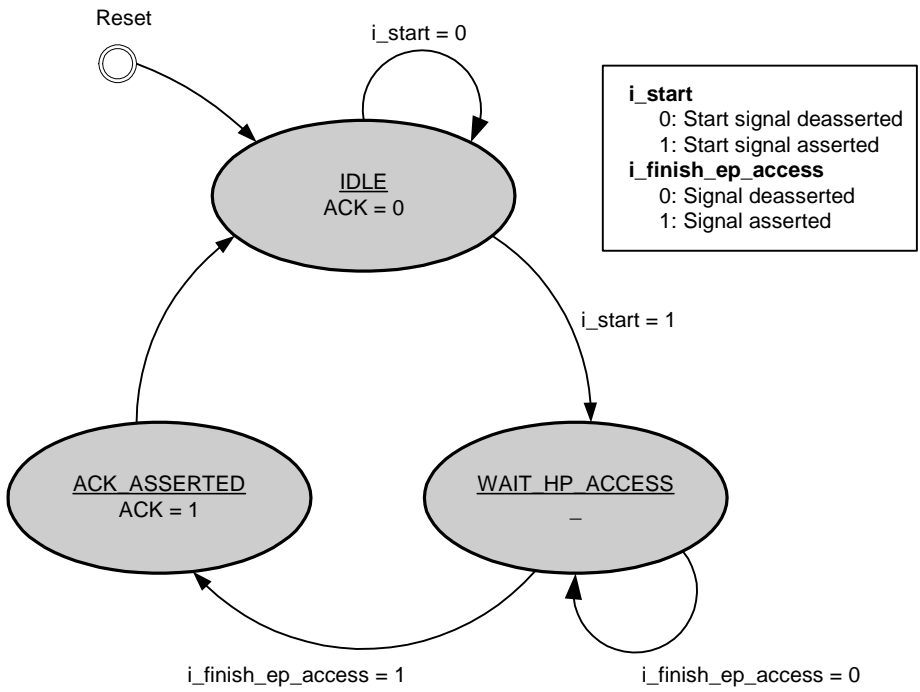 Reset
i_start = 0
i_start
0: Start signal deasserted
1: Start signal asserted
i_finish_ep_access
0: Signal deasserted
1: Signal asserted
IDLE
ACK = 0
i_start = 1
ACK_ASSERTED
ACK = 1
WAIT_HP_ACCESS
_
i_finish_ep_access = 1
i_finish_ep_access = 0